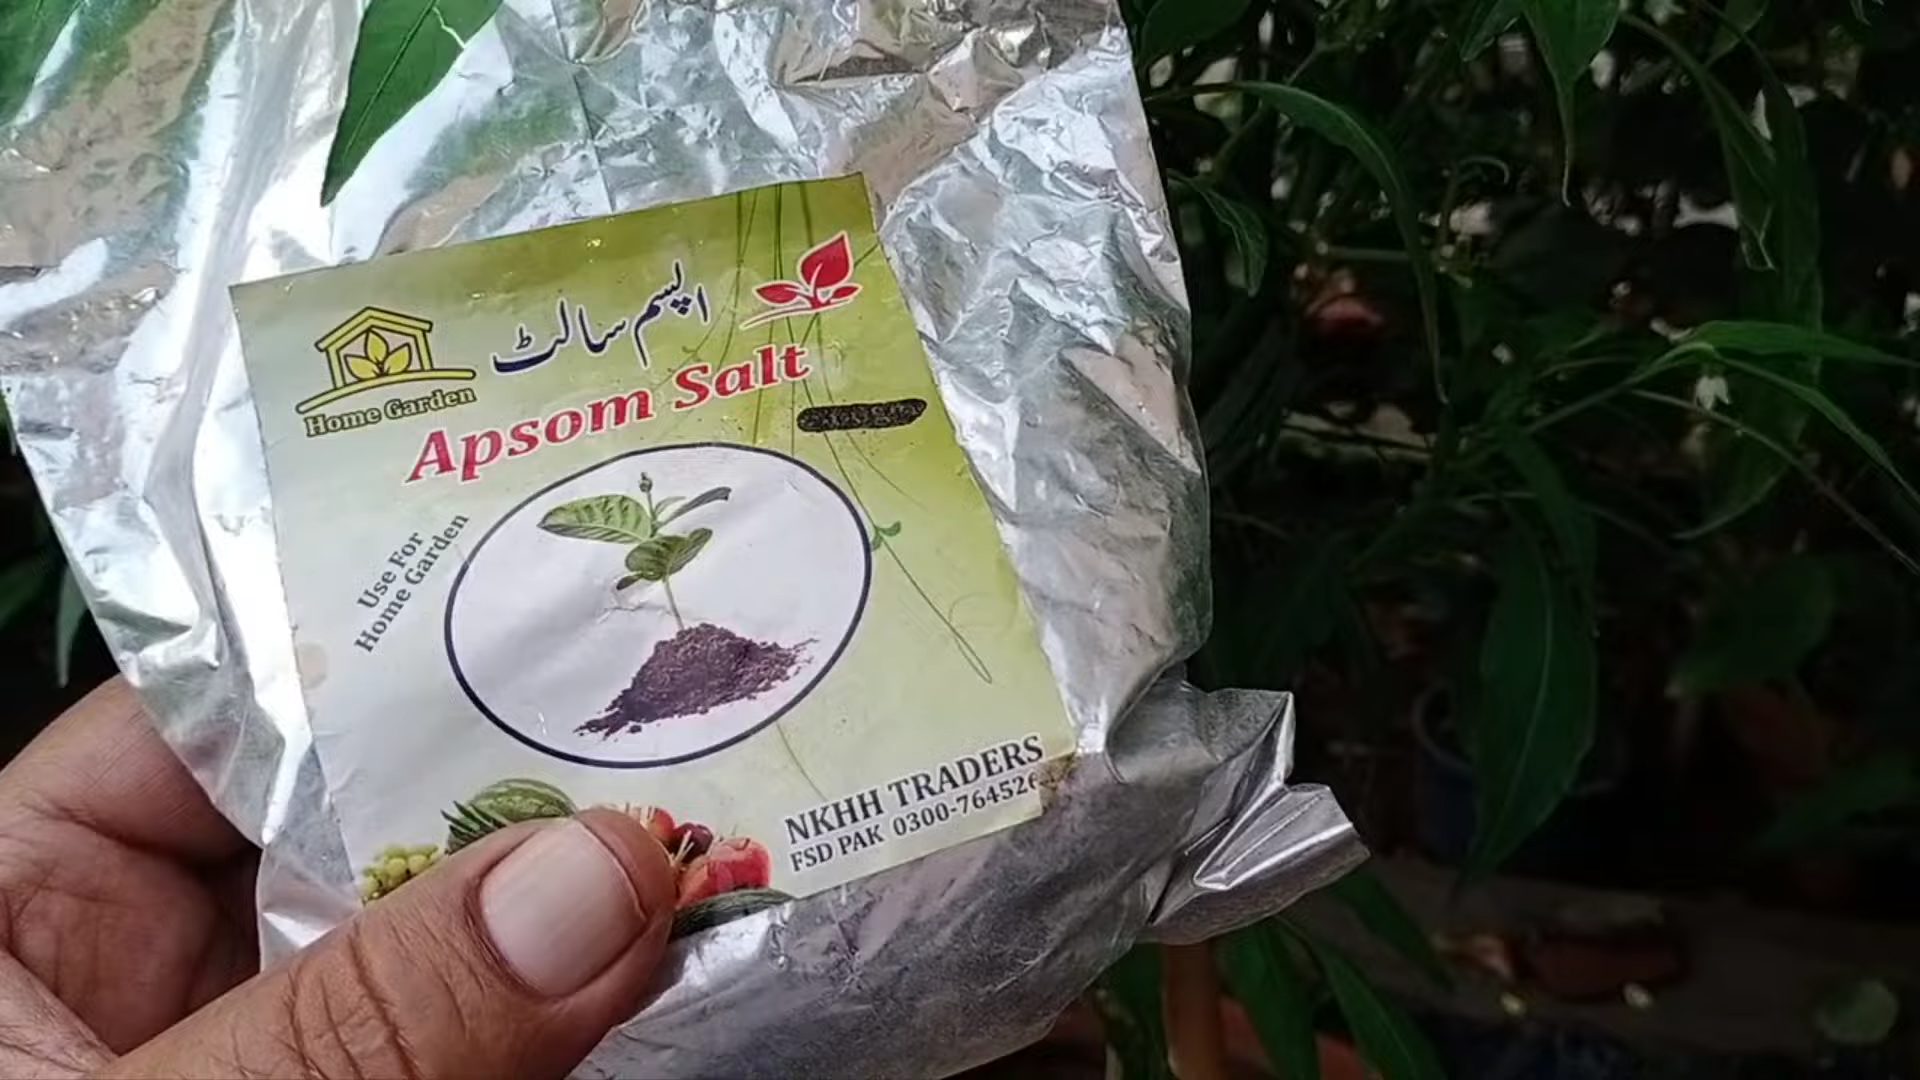 اپسم سالٹ
Home Garden
Apsom Salt
Use For
Home Garden
NKHH TRADERS
FSD PAK 0300-764526